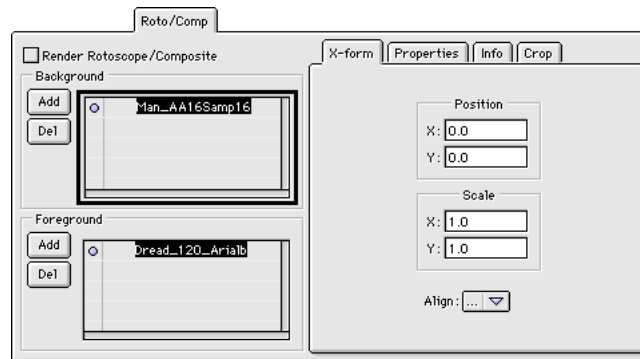 Roto/Comp
Render Rotoscope/Composite
Background
Add
Del
Man_AA16Samp16
Foreground
Add
Del
Dread_120_Arialb
X-form
Properties
Info
Crop
Position
X: 0.0
Y: 0.0
Scale
X: 1.0
Y: 1.0
Align: ...